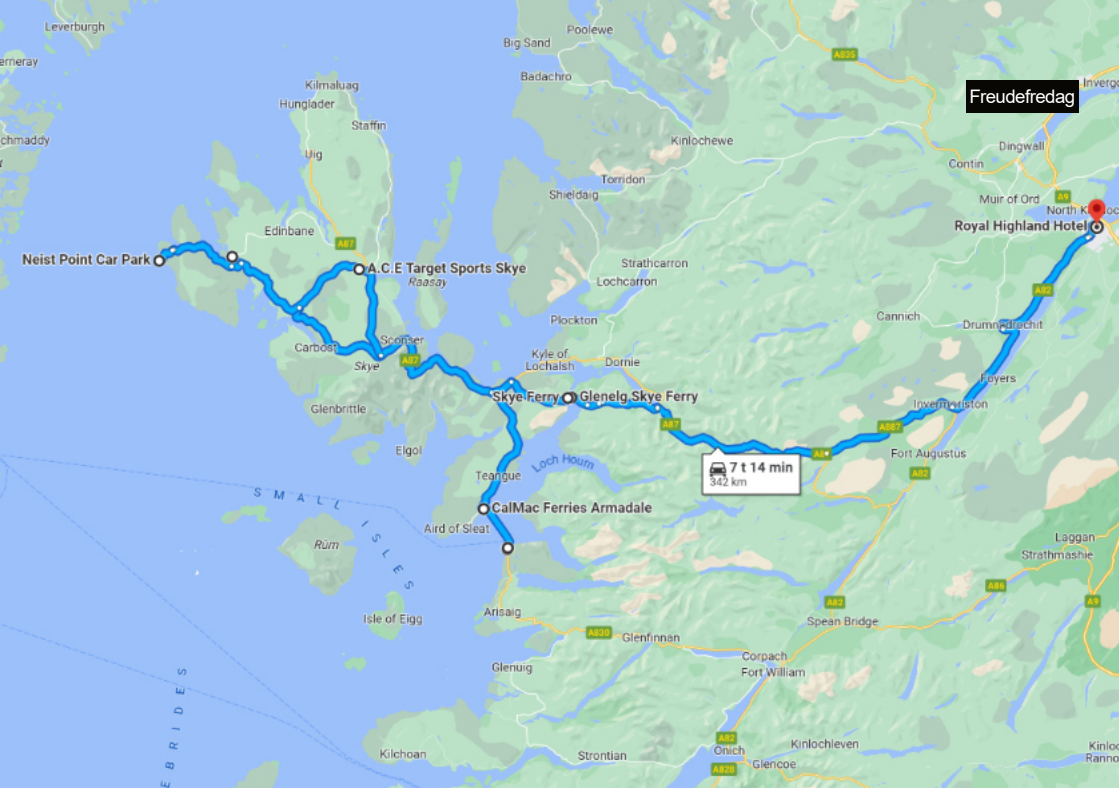 Leverburgh
Poolewe
Big Sand
A835
Badachro
Kilmaluag
Hunglader
Freudefredag
Staffin
Kinlochewe
Dingwall
Uig
Contin
Torridon
Shieldaig
Muir of Ord
A9
Edinbane
A87
Royal Highland Hotel
Neist Point Car Park
A.C.E Target Sports Skye
Raasay
Strathcarron
Lochcarron
A82
Plockton
Cannich
Drumnadrochit
Carbost
Sconser
Skye
A87
Kyle of
Lochalsh
Dornie
Foyers
Skye Ferry
Glenelg Skye Ferry
Invermoriston
Glenbrittle
A87
A887
Elgol
Fort Augustus
Teangue
Loch Hourn
7 t 14 min
342 km
A82
SMALL ISLES
CalMac Ferries Armadale
Aird of Sleat
Rùm
Laggan
Strathmashie
A86
A9
Arisaig
Isle of Eigg
A82
Spean Bridge
A830
Glenfinnan
Corpach
Glenuig
Fort William
EBRIDES
A82
Onich
Kinlochleven
Kilchoan
Strontian
A828
Glencoe